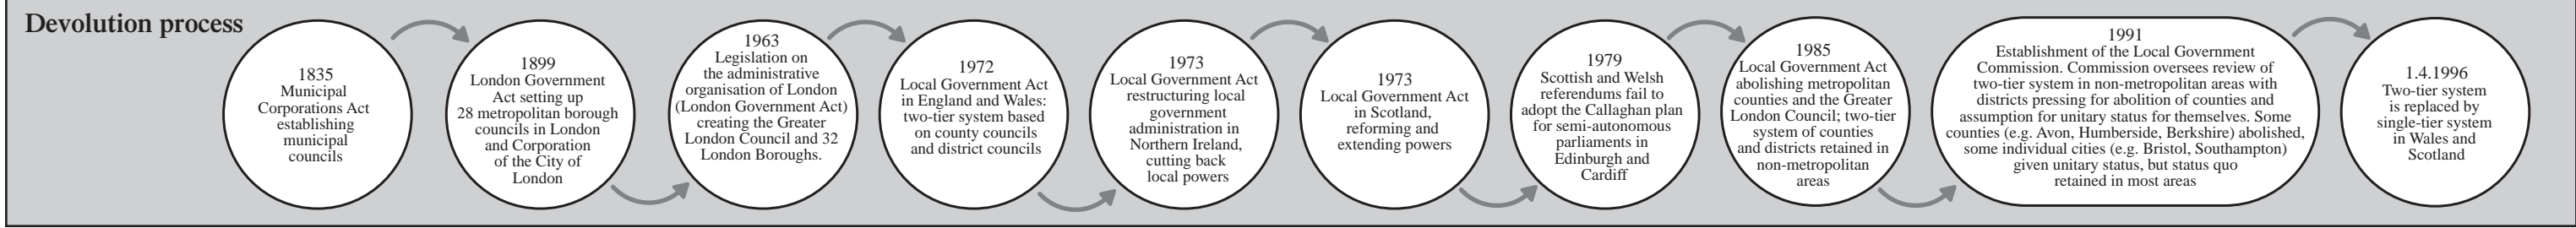 Devolution process
1835
Municipal
Corporations Act
establishing
municipal
councils
1899
London Government
Act setting up
28 metropolitan borough
councils in London
and Corporation
of the City of
London
1963
Legislation on
the administrative
organisation of London
(London Government Act)
creating the Greater
London Council and 32
London Boroughs.
1972
Local Government Act
in England and Wales:
two-tier system based
on county councils
and district councils
1973
Local Government Act
restructuring local
government
administration in
Northern Ireland,
cutting back
local powers
1973
Local Government Act
in Scotland,
reforming and
extending powers
1979
Scottish and Welsh
referendums fail to
adopt the Callaghan plan
for semi-autonomous
parliaments in
Edinburgh and
Cardiff
1985
Local Government Act
abolishing metropolitan
counties and the Greater
London Council; two-tier
system of counties
and districts retained in
non-metropolitan
areas
1991
Establishment of the Local Government
Commission. Commission oversees review of
two-tier system in non-metropolitan areas with
districts pressing for abolition of counties and
assumption for unitary status for themselves. Some
counties (e.g. Avon, Humberside, Berkshire) abolished,
some individual cities (e.g. Bristol, Southampton)
given unitary status, but status quo
retained in most areas
1.4.1996
Two-tier system
is replaced by
single-tier system
in Wales and
Scotland